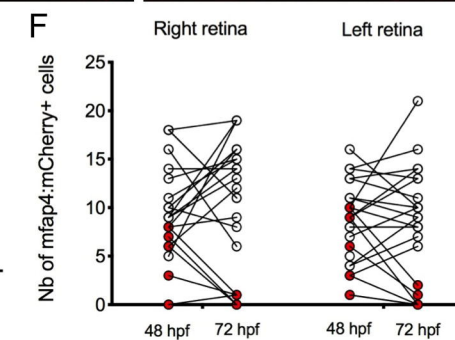 F
Right retina
Left retina
Nb of mfap4:mCherry+ cells
25
20
15
10
5
0
48 hpf
72 hpf
48 hpf
72 hpf